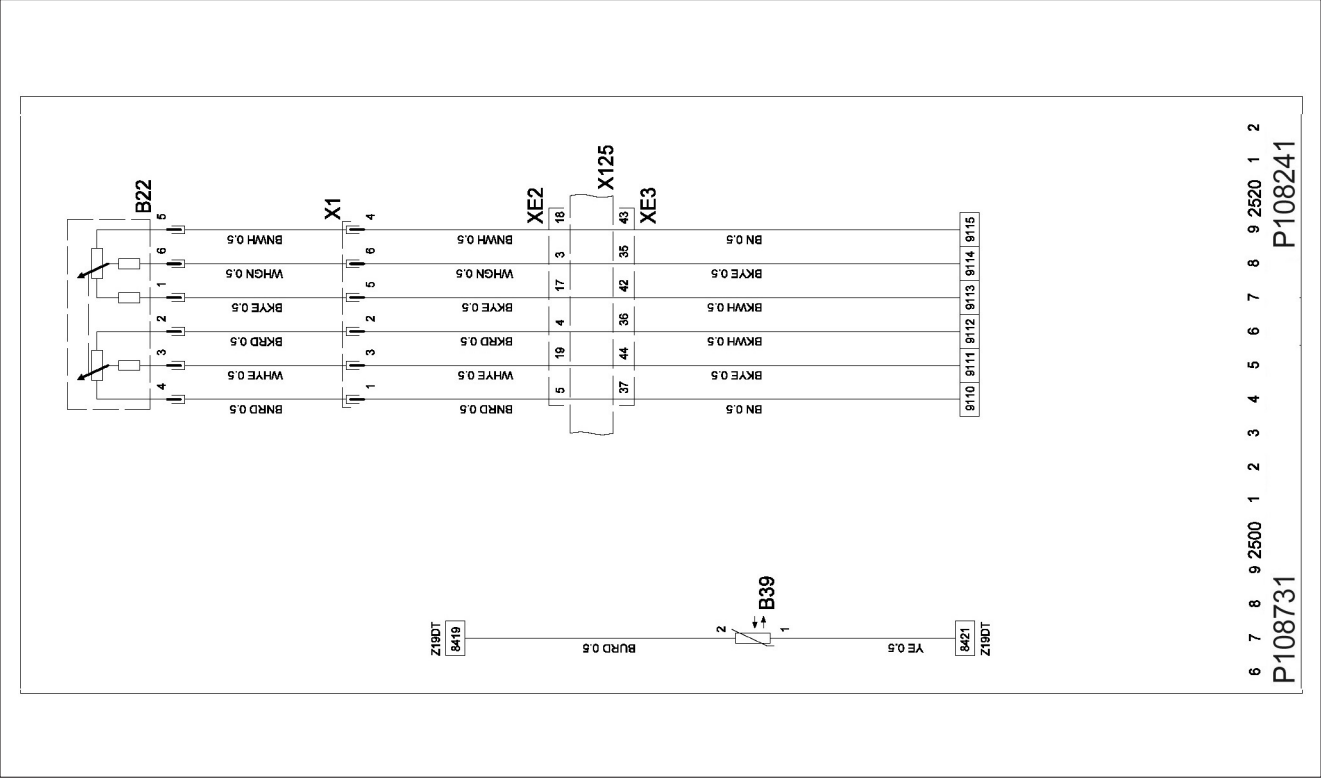 B22
5
6
1
2
3
4
BNWH 0.5
WHGN 0.5
BKYE 0.5
BKRD 0.5
WHYE 0.5
BNRD 0.5
X1
4
6
5
2
3
1
BNWH 0.5
WHGN 0.5
BKYE 0.5
BKRD 0.5
WHYE 0.5
BNRD 0.5
XE2
18
3
17
4
19
5
X125
XE3
43
35
42
36
44
37
BN 0.5
BKYE 0.5
BKWH 0.5
BKWH 0.5
BKYE 0.5
BN 0.5
9115
9114
9113
9112
9111
9110
Z19DT
8419
BURD 0.5
2
B39
1
YE 0.5
8421
Z19DT
6 7 8 9 2500 1 2 3 4 5 6 7 8 9 2520 1 2
P108731
P108241